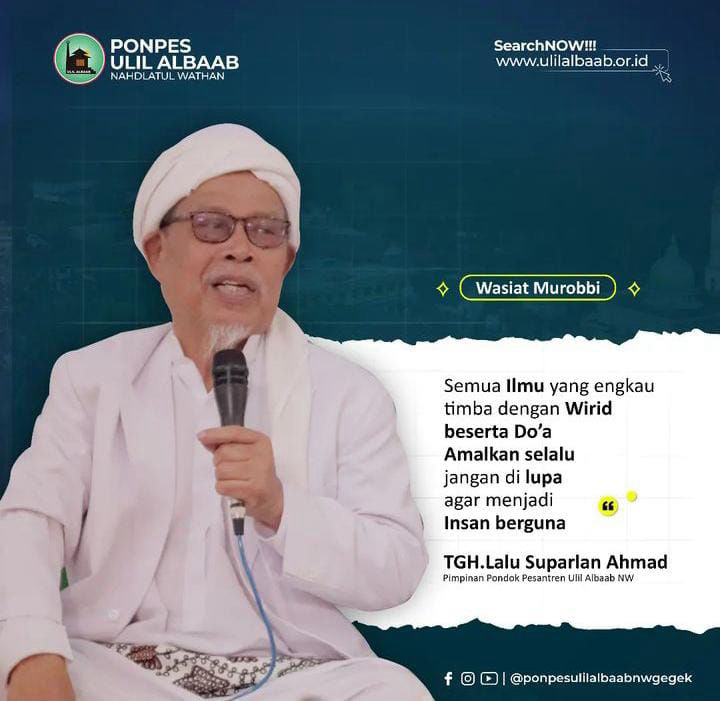 PONPES
ULIL ALBAAB
NAHDLATUL WATHAN
ULIL ALBAAB
SearchNOW!!!
www.ulilalbaab.or.id
Wasiat Murobbi
Semua Ilmu yang engkau
timba dengan Wirid
beserta Do'a
Amalkan selalu
jangan di lupa
agar menjadi
Insan berguna
TGH.Lalu Suparlan Ahmad
Pimpinan Pondok Pesantren Ulil Albaab NW
| @ponpesulilalbaabnwgegek